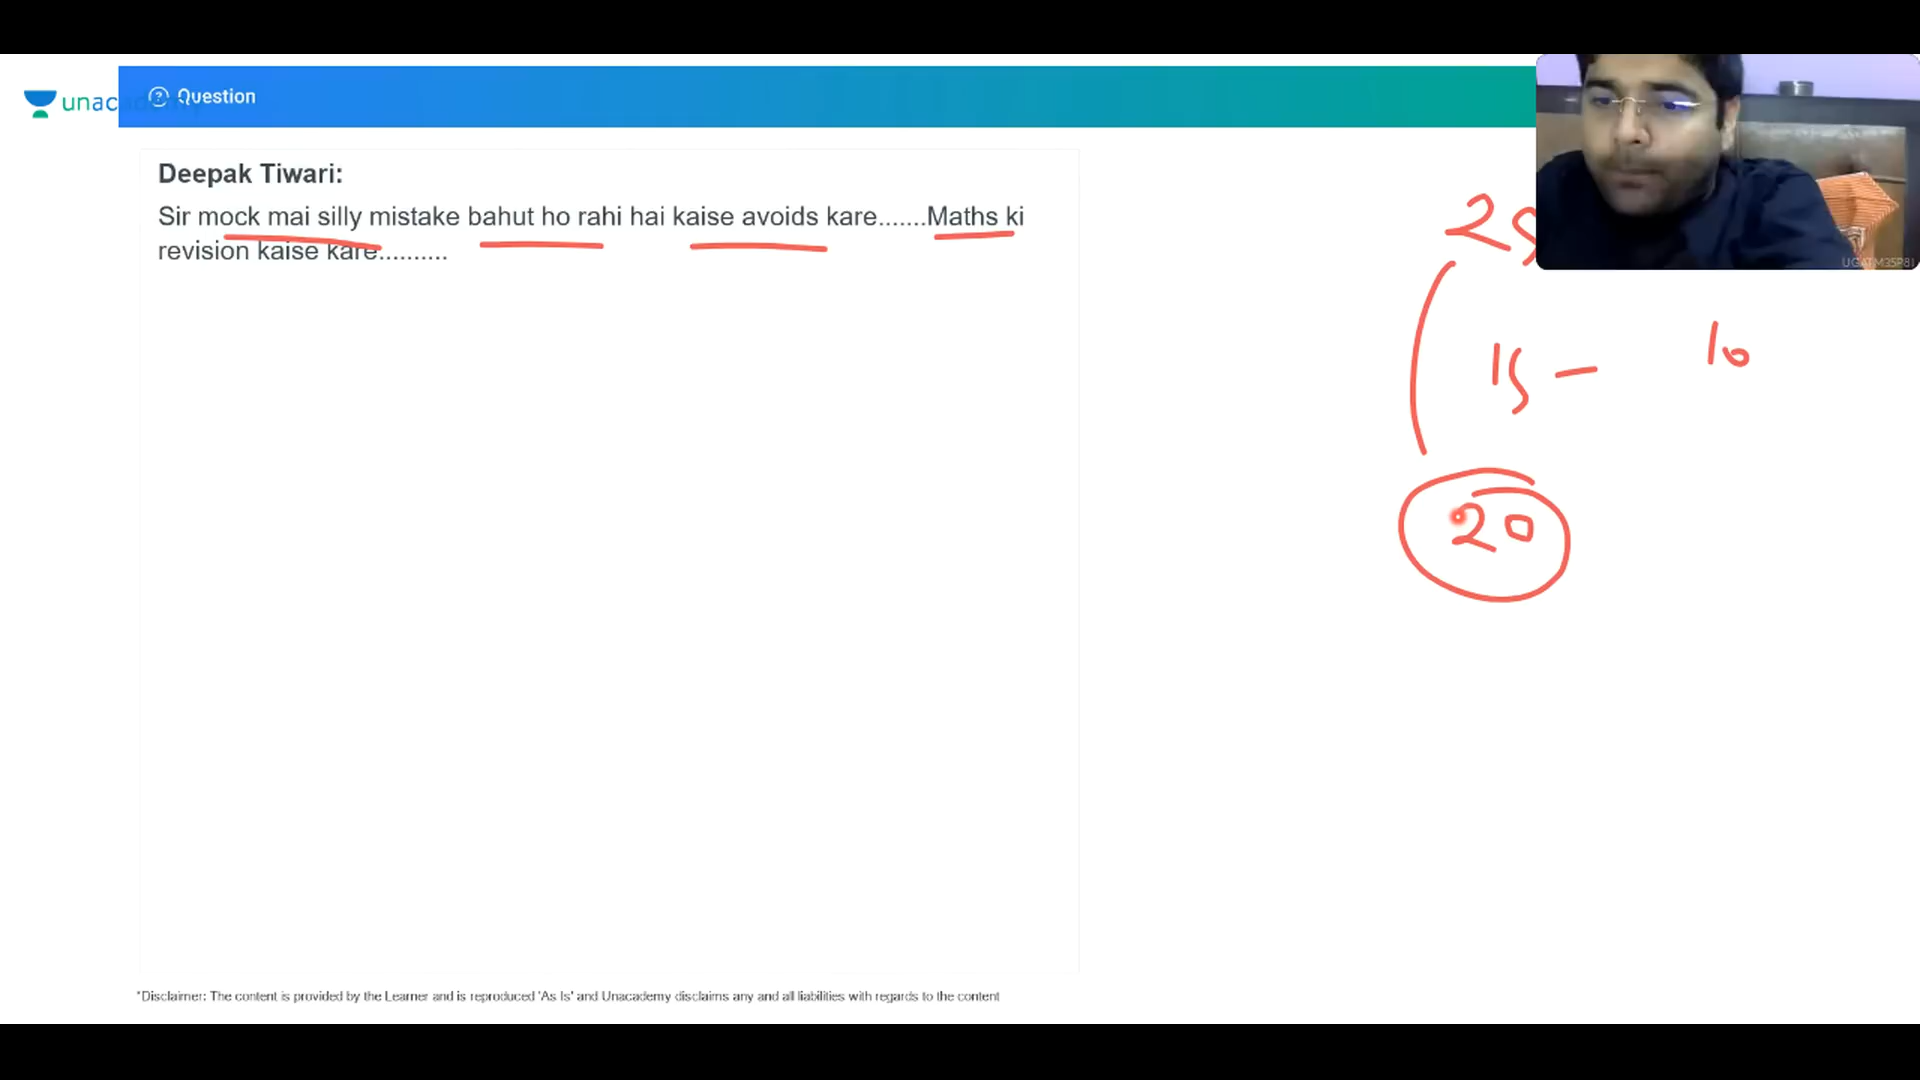 unacademy
? Question
Deepak Tiwari:
Sir mock mai silly mistake bahut ho rahi hai kaise avoids kare.......Maths ki
revision kaise kare..........
25
15 - 10
20
UGATM35P8I
*Disclaimer: The content is provided by the Learner and is reproduced 'As Is' and Unacademy disclaims any and all liabilities with regards to the content